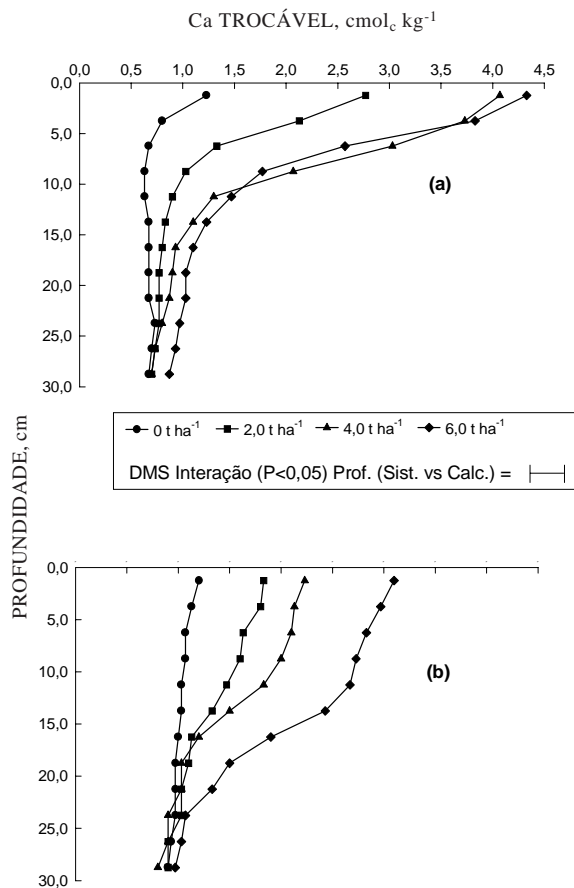 Ca TROCÁVEL, cmolc kg-1
0,0 0,5 1,0 1,5 2,0 2,5 3,0 3,5 4,0 4,5
0,0
5,0
10,0
(a)
15,0
20,0
25,0
30,0
PROFUNDIDADE, cm
0 t ha-1 2,0 t ha-1 4,0 t ha-1 6,0 t ha-1
DMS Interação (P<0,05) Prof. (Sist. vs Calc.) =
0,0
5,0
10,0
(b)
15,0
20,0
25,0
30,0